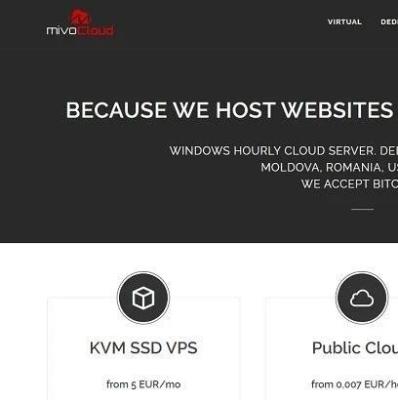 mivoCloud
VIRTUAL DED
BECAUSE WE HOST WEBSITES
WINDOWS HOURLY CLOUD SERVER. DE
MOLDOVA, ROMANIA, U
WE ACCEPT BITC
KVM SSD VPS
Public Clou
from 5 EUR/mo
from 0,007 EUR/h